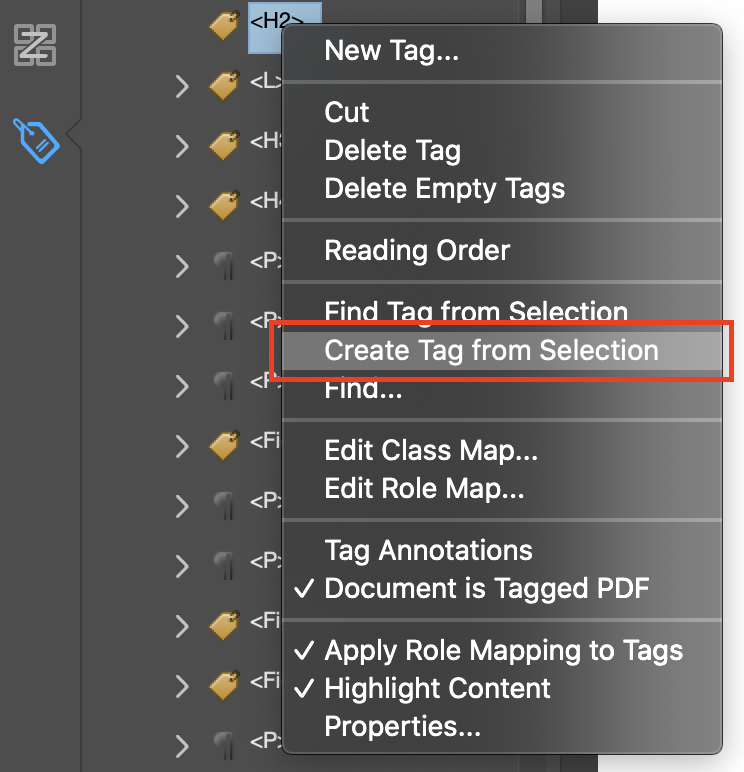 <H2>
<L>
<H3
<H4
<P>
<P>
<P>
<Fi
<P>
<P>
<Fi
<Fi
<P>
New Tag...
Cut
Delete Tag
Delete Empty Tags
Reading Order
Find Tag from Selection
Create Tag from Selection
Find...
Edit Class Map...
Edit Role Map...
Tag Annotations
✓ Document is Tagged PDF
✓ Apply Role Mapping to Tags
✓ Highlight Content
Properties...